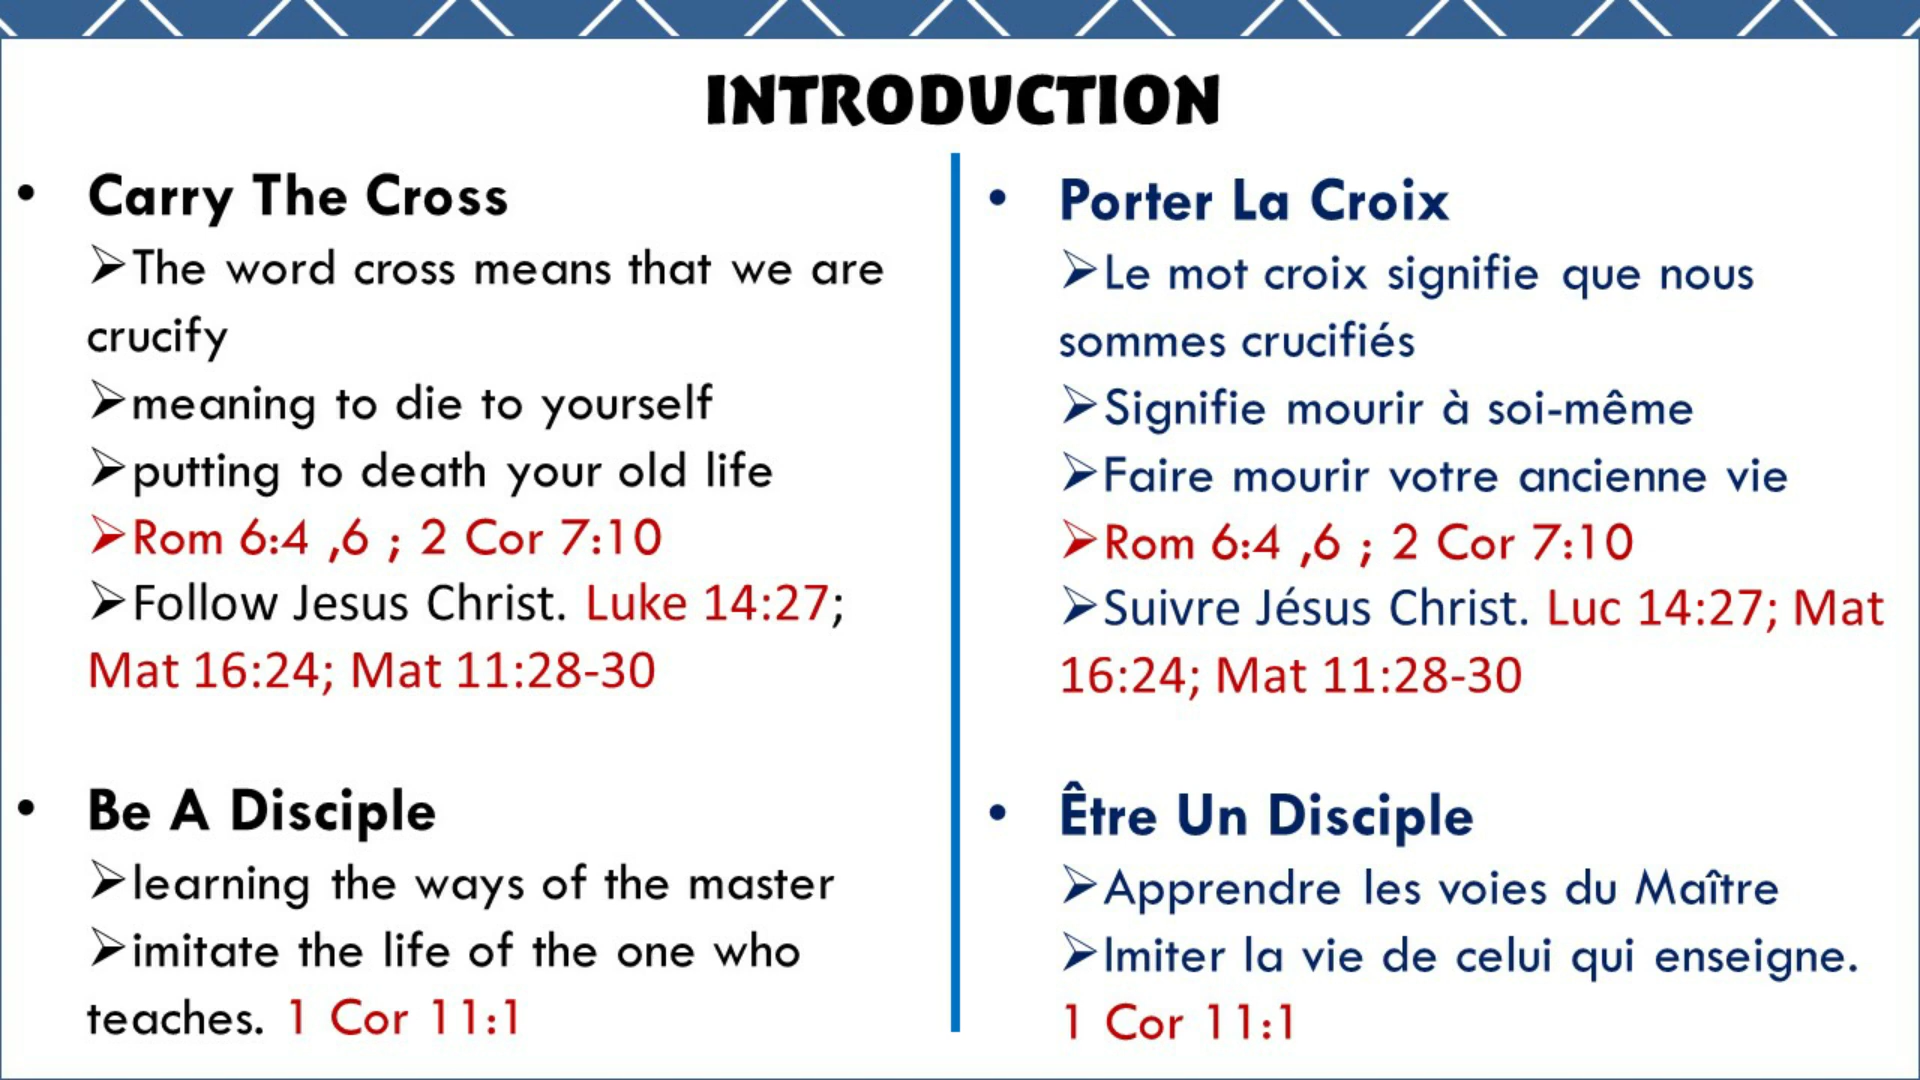 INTRODUCTION
• Carry The Cross
➢The word cross means that we are
crucify
➢meaning to die to yourself
➢putting to death your old life
➢Rom 6:4 ,6 ; 2 Cor 7:10
➢Follow Jesus Christ. Luke 14:27;
Mat 16:24; Mat 11:28-30
• Be A Disciple
➢learning the ways of the master
➢imitate the life of the one who
teaches. 1 Cor 11:1
• Porter La Croix
➢Le mot croix signifie que nous
sommes crucifiés
➢Signifie mourir à soi-même
➢Faire mourir votre ancienne vie
➢Rom 6:4 ,6 ; 2 Cor 7:10
➢Suivre Jésus Christ. Luc 14:27; Mat
16:24; Mat 11:28-30
• Être Un Disciple
➢Apprendre les voies du Maître
➢Imiter la vie de celui qui enseigne.
1 Cor 11:1